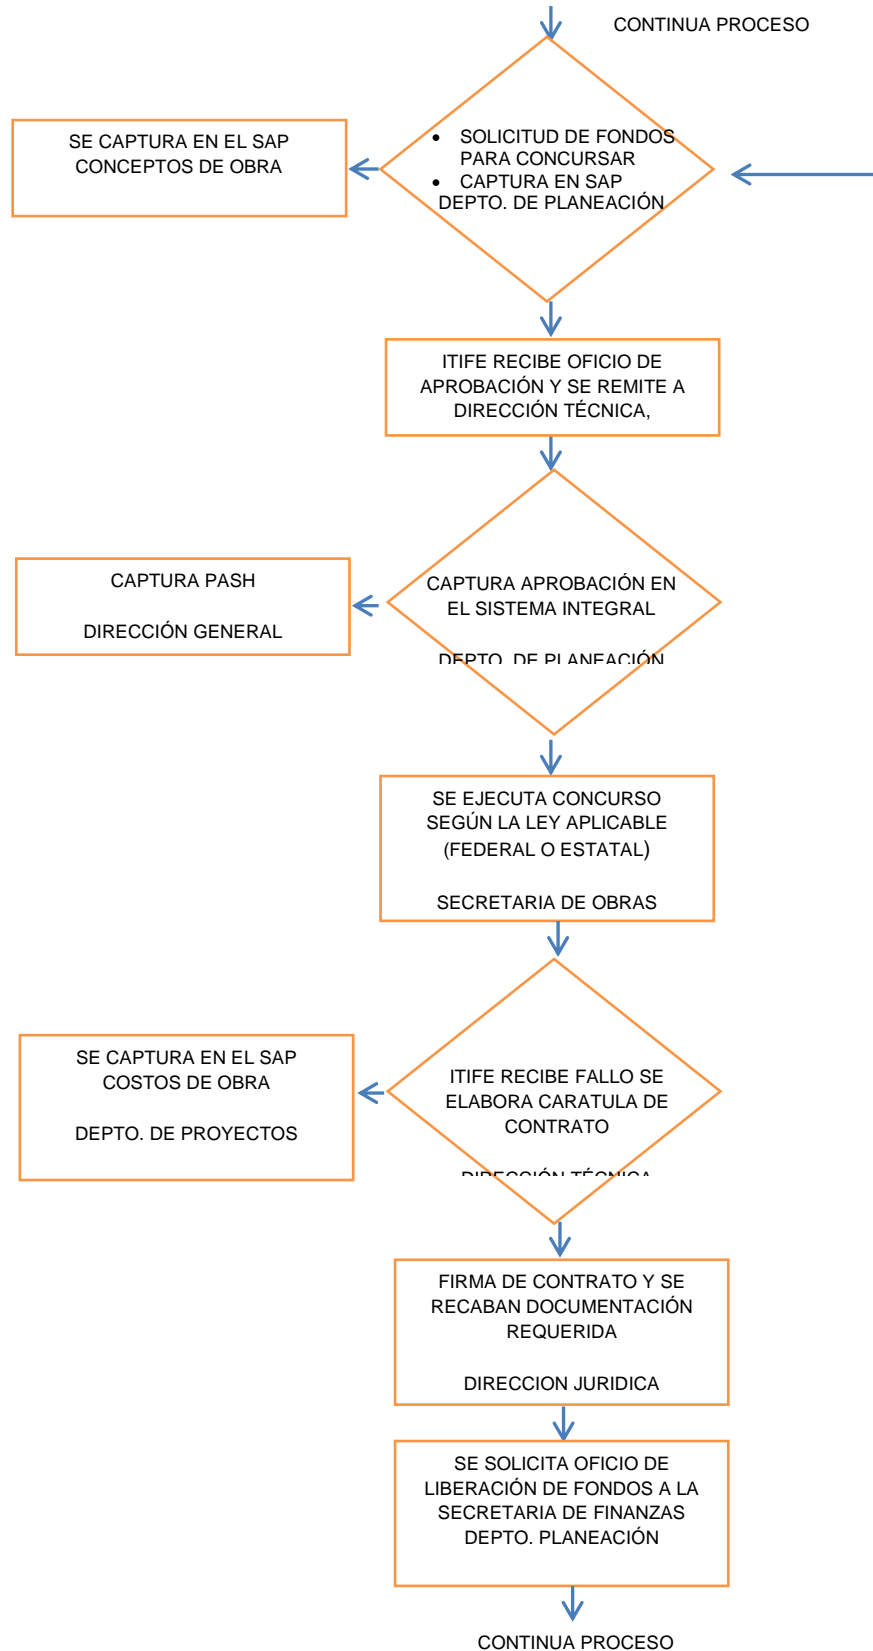 CONTINUA PROCESO
• SOLICITUD DE FONDOS
PARA CONCURSAR
• CAPTURA EN SAP
DEPTO. DE PLANEACIÓN
SE CAPTURA EN EL SAP
CONCEPTOS DE OBRA
ITIFE RECIBE OFICIO DE
APROBACIÓN Y SE REMITE A
DIRECCIÓN TÉCNICA,
CAPTURA APROBACIÓN EN
EL SISTEMA INTEGRAL
DEPTO. DE PLANEACIÓN
CAPTURA PASH
DIRECCIÓN GENERAL
SE EJECUTA CONCURSO
SEGÚN LA LEY APLICABLE
(FEDERAL O ESTATAL)
SECRETARIA DE OBRAS
ITIFE RECIBE FALLO SE
ELABORA CARATULA DE
CONTRATO
DIRECCIÓN TÉCNICA
SE CAPTURA EN EL SAP
COSTOS DE OBRA
DEPTO. DE PROYECTOS
FIRMA DE CONTRATO Y SE
RECABAN DOCUMENTACIÓN
REQUERIDA
DIRECCION JURIDICA
SE SOLICITA OFICIO DE
LIBERACIÓN DE FONDOS A LA
SECRETARIA DE FINANZAS
DEPTO. PLANEACIÓN
CONTINUA PROCESO